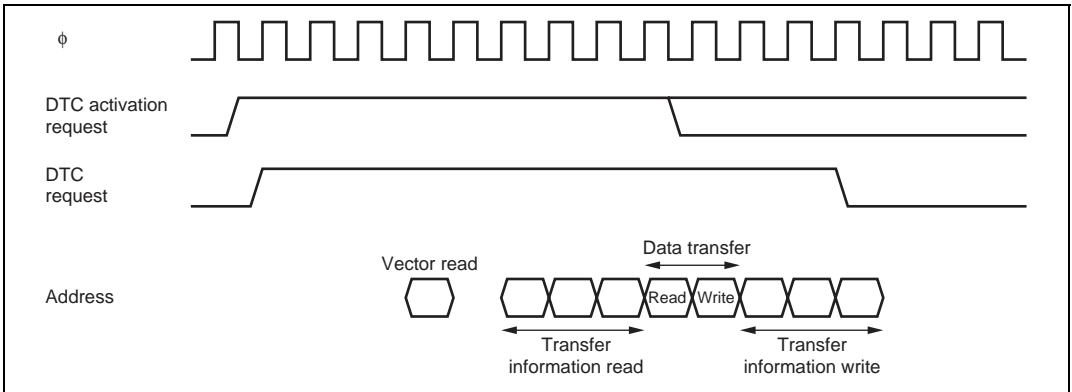 ϕ
DTC activation
request
DTC
request
Data transfer
Vector read
Address
Read Write
Transfer
information read
Transfer
information write